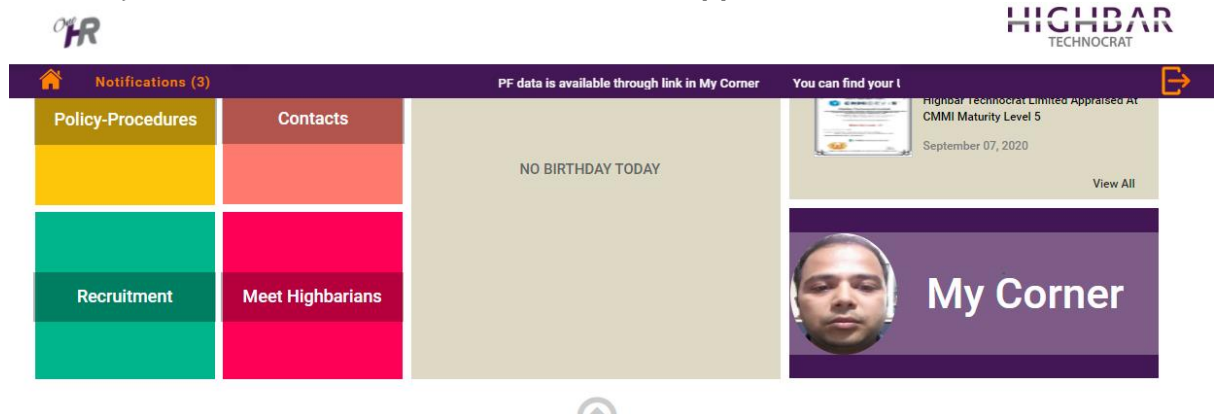 OneHR
HIGHBAR
TECHNOCRAT
Notifications (3)
PF data is available through link in My Corner
You can find your
Policy-Procedures
Contacts
NO BIRTHDAY TODAY
Highbar Technocrat Limited Appraised At
CMMI Maturity Level 5
September 07, 2020
View All
Recruitment
Meet Highbarians
My Corner